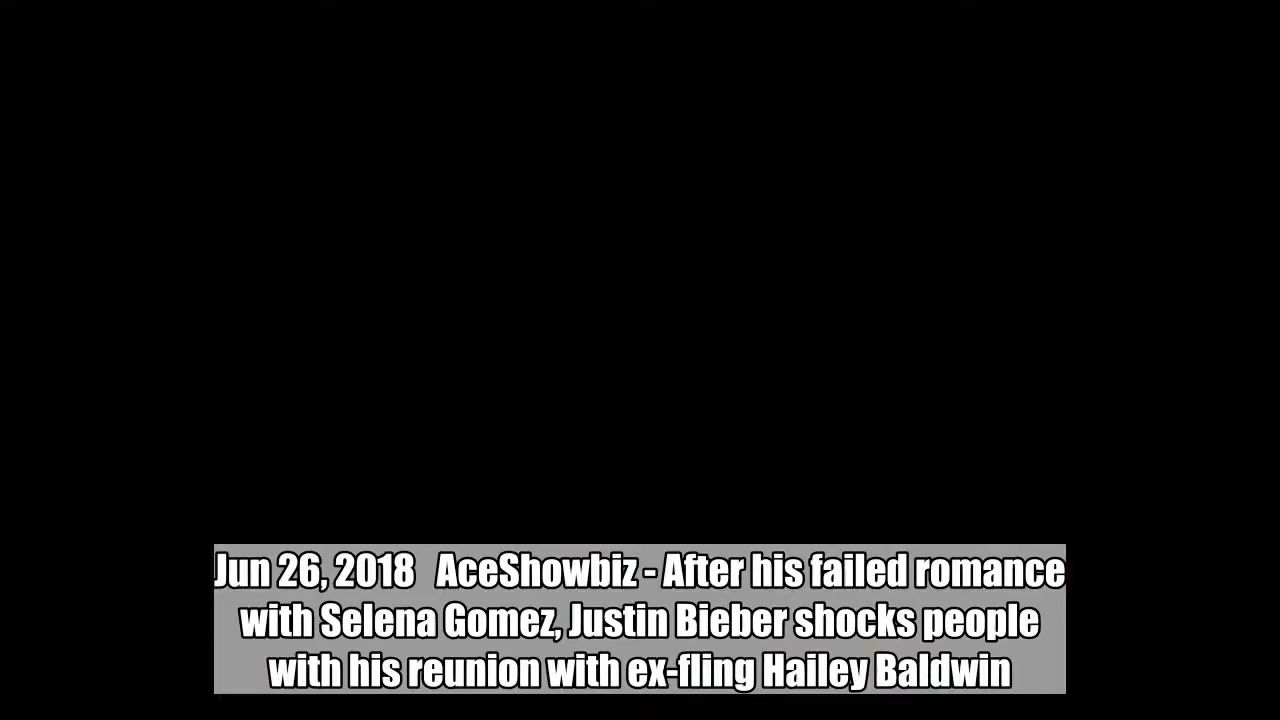 Jun 26, 2018   AceShowbiz - After his failed romance
with Selena Gomez, Justin Bieber shocks people
with his reunion with ex-fling Hailey Baldwin